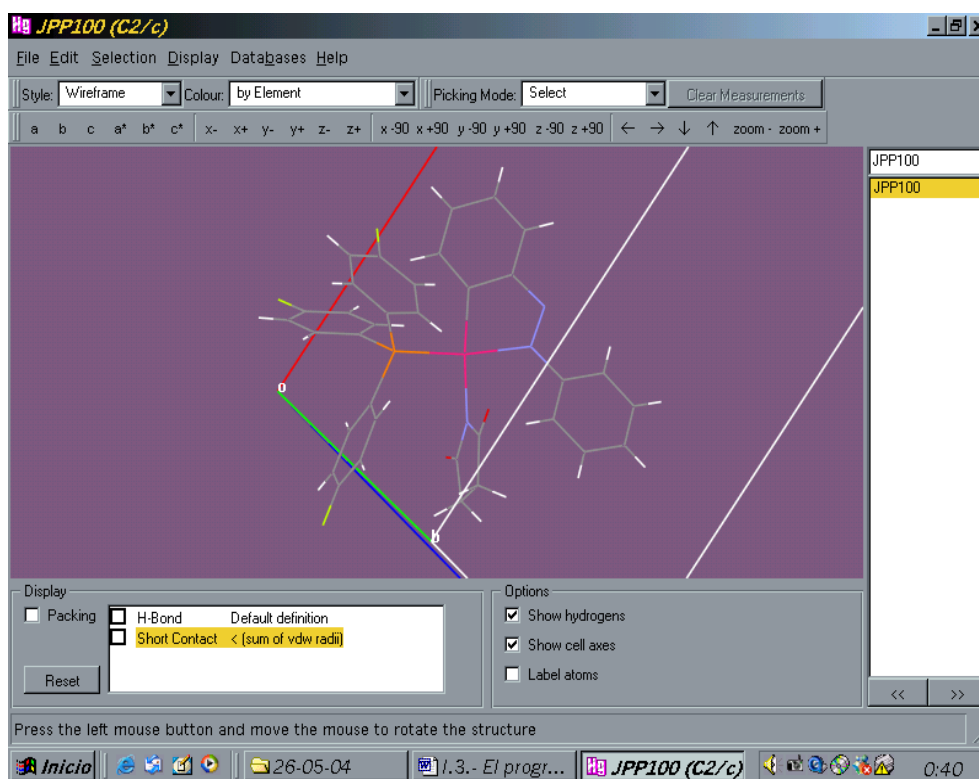 Hg JPP100 (C2/c)
File Edit Selection Display Databases Help
Style: Wireframe Colour: by Element Picking Mode: Select Clear Measurements
a b c a* b* c* x- x+ y- y+ z- z+ x -90 x +90 y -90 y +90 z -90 z +90 ← → ↓ ↑ zoom - zoom +
JPP100
JPP100
o
b
Display
Packing
H-Bond Default definition
Short Contact < (sum of vdw radii)
Reset
Options
Show hydrogens
Show cell axes
Label atoms
<< >>
Press the left mouse button and move the mouse to rotate the structure
Inicio 26-05-04 I.3.- El progr... Hg JPP100 (C2/c) 0:40